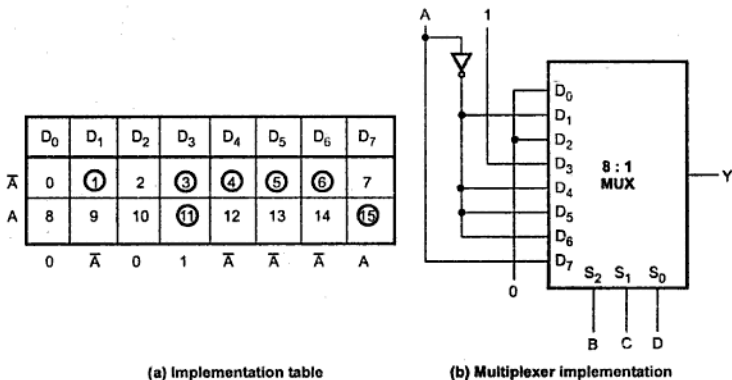 D0 D1 D2 D3 D4 D5 D6 D7
A̅ 0 1 2 3 4 5 6 7
A 8 9 10 11 12 13 14 15
0 A̅ 0 1 A̅ A̅ A̅ A
(a) Implementation table
A 1
D0
D1
D2
D3
D4
D5
D6
D7
8 : 1
MUX
Y
S2 S1 S0
0
B C D
(b) Multiplexer implementation